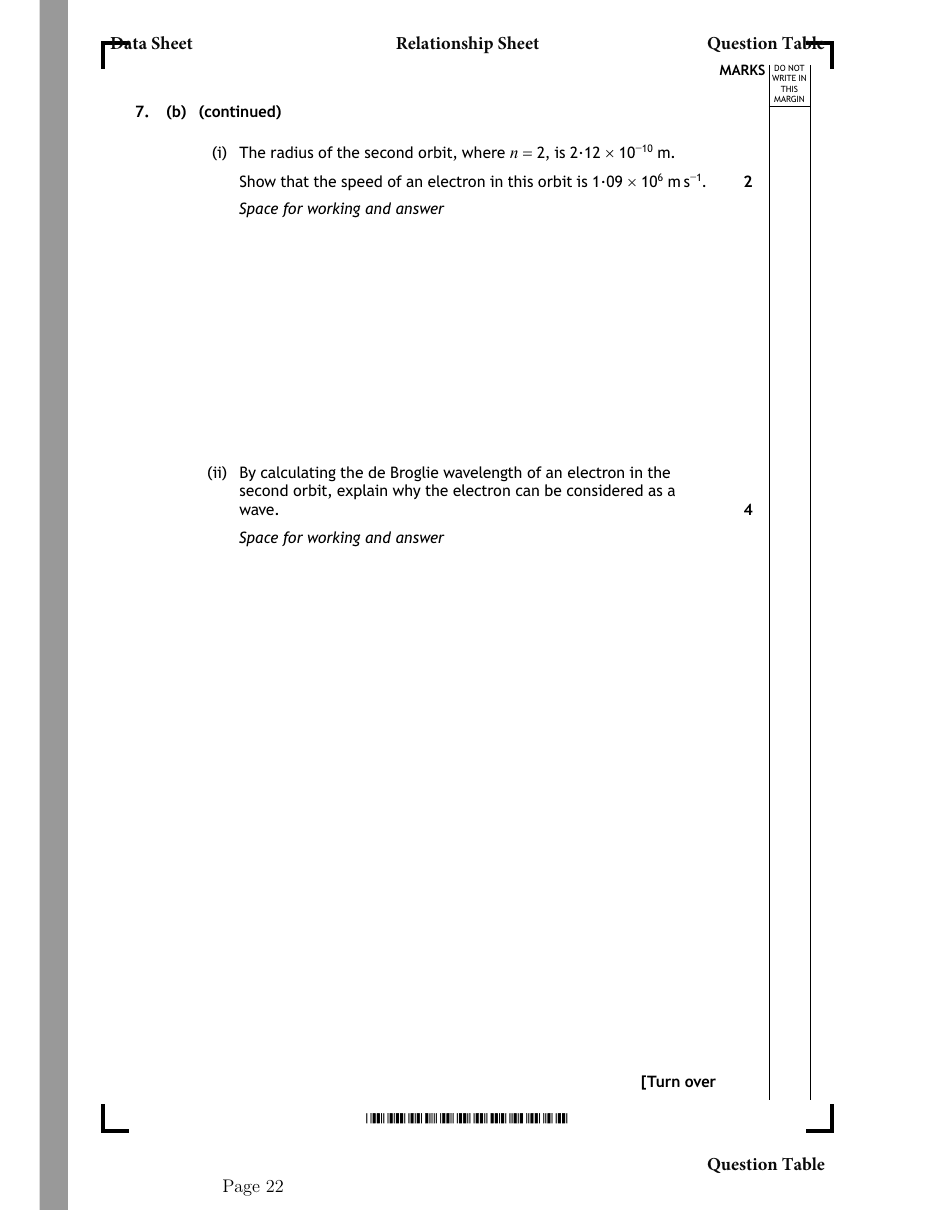 Data Sheet Relationship Sheet Question Table
MARKS
DO NOT
WRITE IN
THIS
MARGIN
7. (b) (continued)
(i) The radius of the second orbit, where n = 2, is 2·12 × 10⁻¹⁰ m.
Show that the speed of an electron in this orbit is 1·09 × 10⁶ m s⁻¹. 2
Space for working and answer
(ii) By calculating the de Broglie wavelength of an electron in the
second orbit, explain why the electron can be considered as a
wave. 4
Space for working and answer
[Turn over
Question Table
Page 22